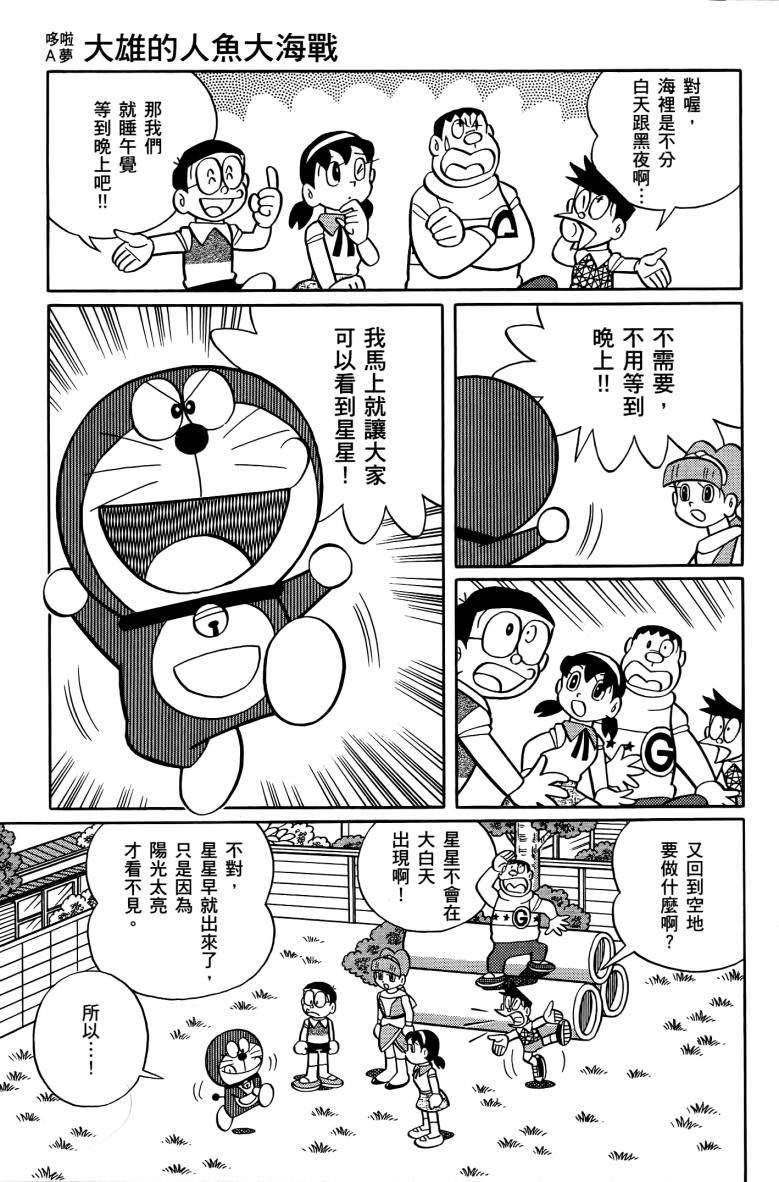 哆啦A夢 大雄的人魚大海戰
對喔，
海裡是不分
白天跟黑夜啊…
那我們
就睡午覺
等到晚上吧!!
G
不需要，
不用等到
晚上!!
我馬上就讓大家
可以看到星星！
G
又回到空地
要做什麼啊?
星星不會在
大白天
出現啊！
G
不對，
星星早就出來了，
只是因為
陽光太亮
才看不見。
所以…！